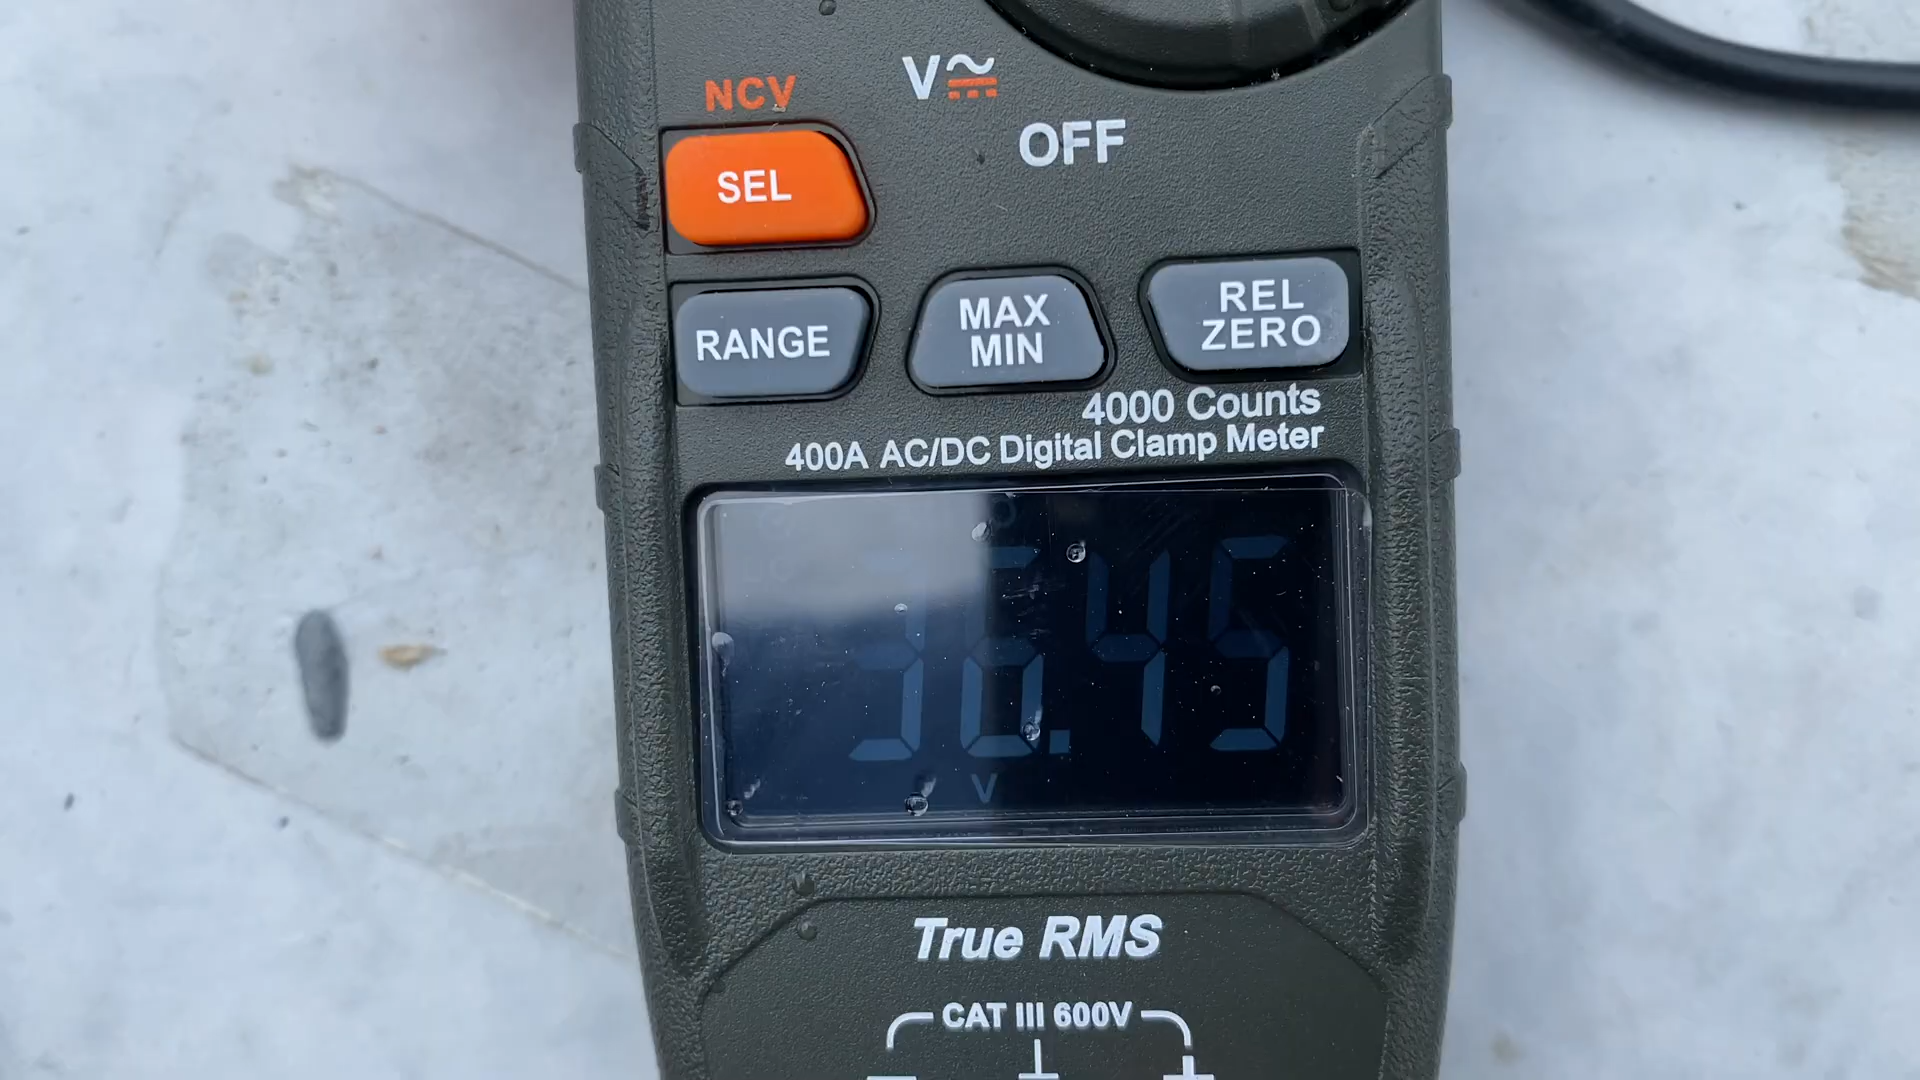 NCV
V
OFF
SEL
RANGE
MAX
MIN
REL
ZERO
4000 Counts
400A AC/DC Digital Clamp Meter
36.45
V
True RMS
CAT III 600V